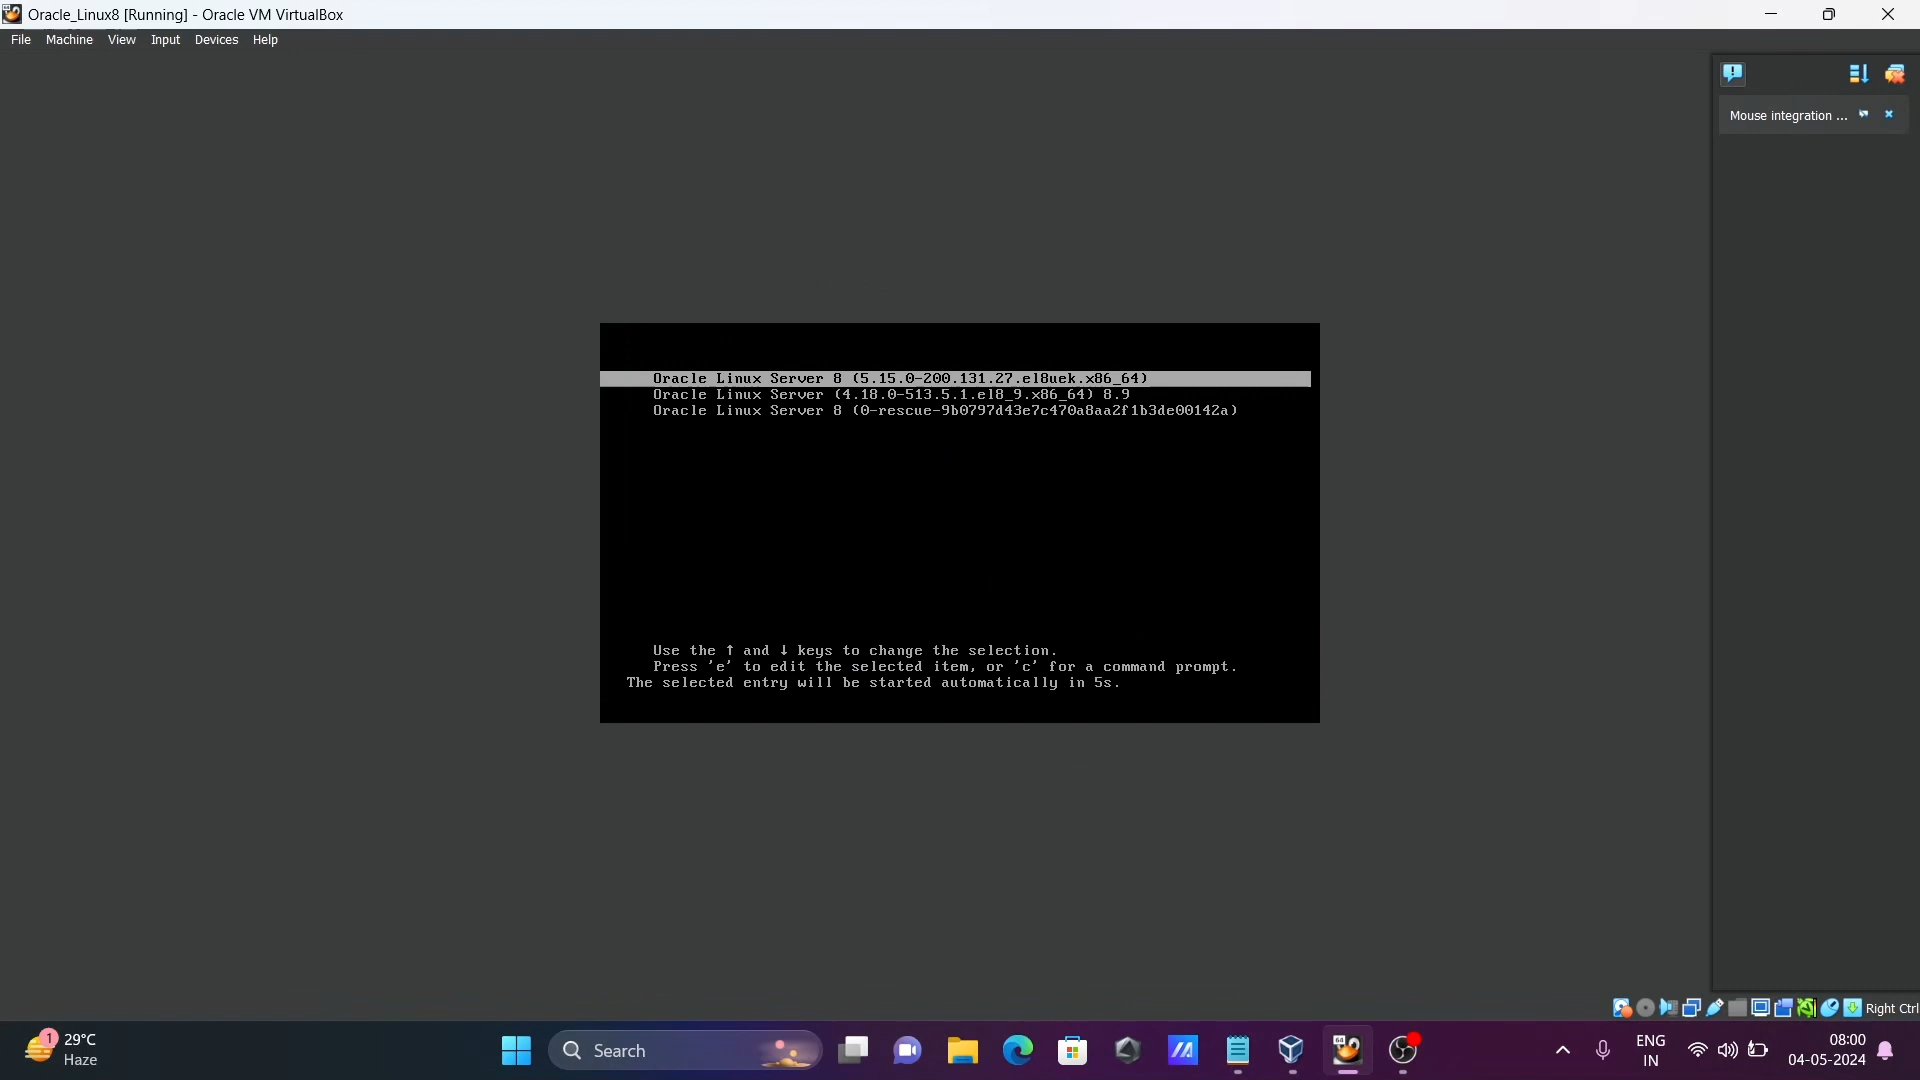 Oracle_Linux8 [Running] - Oracle VM VirtualBox
File Machine View Input Devices Help
Mouse integration ...
Oracle Linux Server 8 (5.15.0-200.131.27.el8uek.x86_64)
Oracle Linux Server (4.18.0-513.5.1.el8_9.x86_64) 8.9
Oracle Linux Server 8 (0-rescue-9b0797d43e7c470a8aa2f1b3de00142a)
Use the ↑ and ↓ keys to change the selection.
Press 'e' to edit the selected item, or 'c' for a command prompt.
The selected entry will be started automatically in 5s.
Right Ctrl
1
29°C
Haze
Search
ENG
IN
08:00
04-05-2024